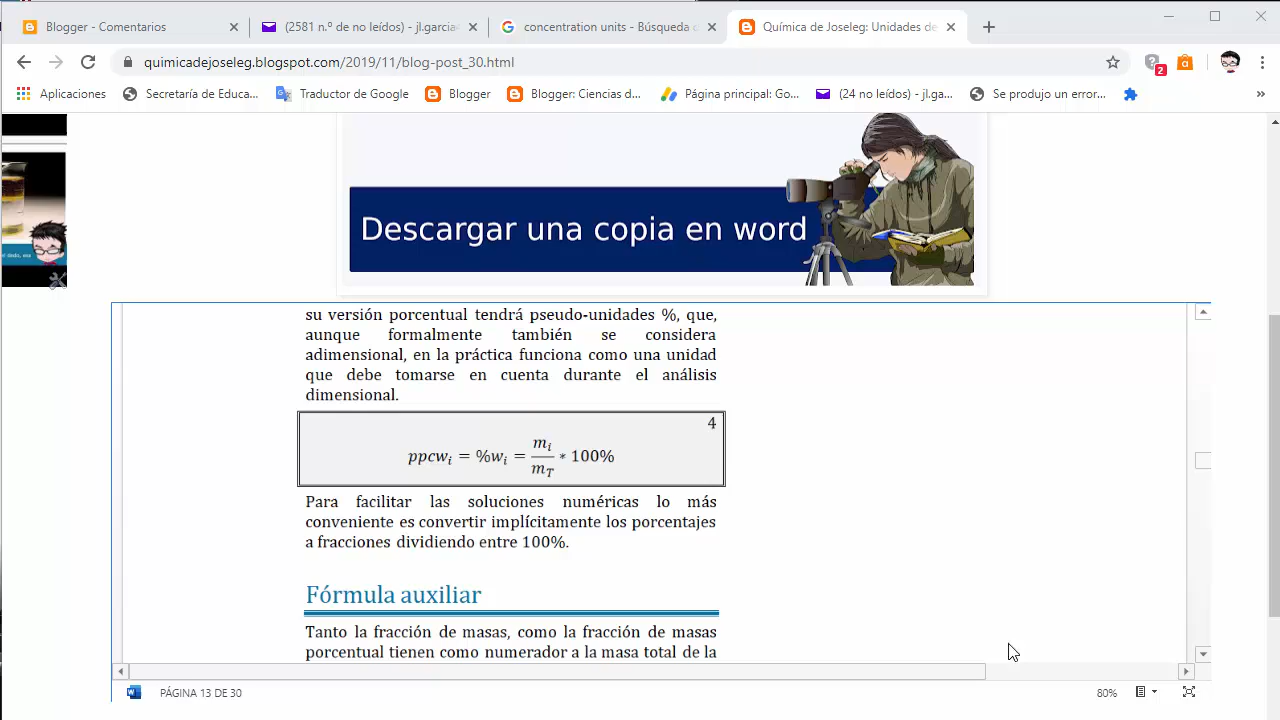 Blogger - Comentarios
(2581 n.º de no leídos) - jl.garcia
concentration units - Búsqueda
Química de Joseleg: Unidades de
quimicadejoseleg.blogspot.com/2019/11/blog-post_30.html
2
Aplicaciones
Secretaría de Educa...
Traductor de Google
Blogger
Blogger: Ciencias d...
Página principal: Go...
(24 no leídos) - jl.ga...
Se produjo un error...
»
Descargar una copia en word
su versión porcentual tendrá pseudo-unidades %, que,
aunque formalmente también se considera
adimensional, en la práctica funciona como una unidad
que debe tomarse en cuenta durante el análisis
dimensional.
4
ppcwᵢ = %wᵢ = mᵢ/m_T * 100%
Para facilitar las soluciones numéricas lo más
conveniente es convertir implícitamente los porcentajes
a fracciones dividiendo entre 100%.
Fórmula auxiliar
Tanto la fracción de masas, como la fracción de masas
porcentual tienen como numerador a la masa total de la
PÁGINA 13 DE 30
80%